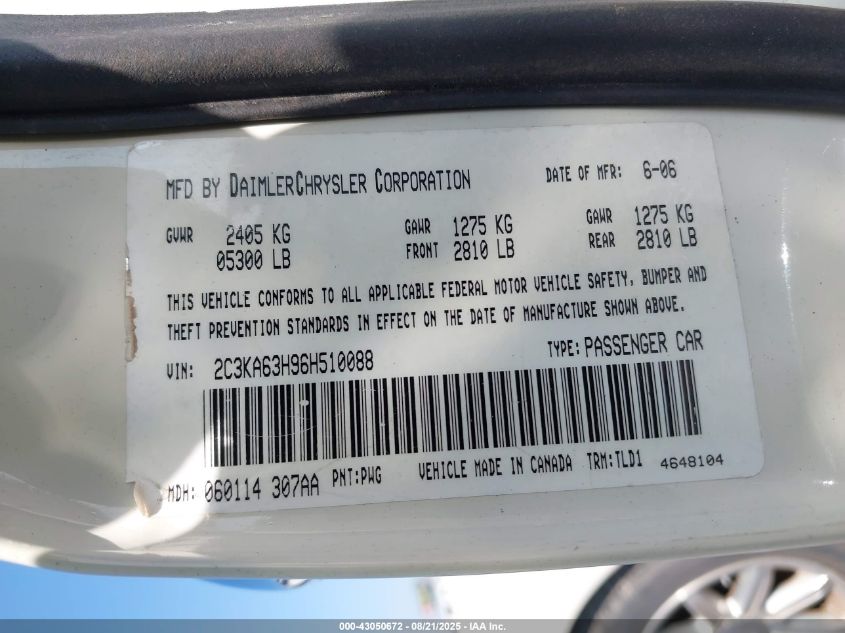 MFD BY DAIMLERCHRYSLER CORPORATION DATE OF MFR: 6-06
GVWR 2405 KG GAWR 1275 KG GAWR 1275 KG
05300 LB FRONT 2810 LB REAR 2810 LB
THIS VEHICLE CONFORMS TO ALL APPLICABLE FEDERAL MOTOR VEHICLE SAFETY, BUMPER AND
THEFT PREVENTION STANDARDS IN EFFECT ON THE DATE OF MANUFACTURE SHOWN ABOVE.
VIN: 2C3KA63H96H510088 TYPE: PASSENGER CAR
MDH: 060114 307AA PNT:PWG VEHICLE MADE IN CANADA TRM:TLD1 4648104
000-43050672 - 08/21/2025 - IAA Inc.